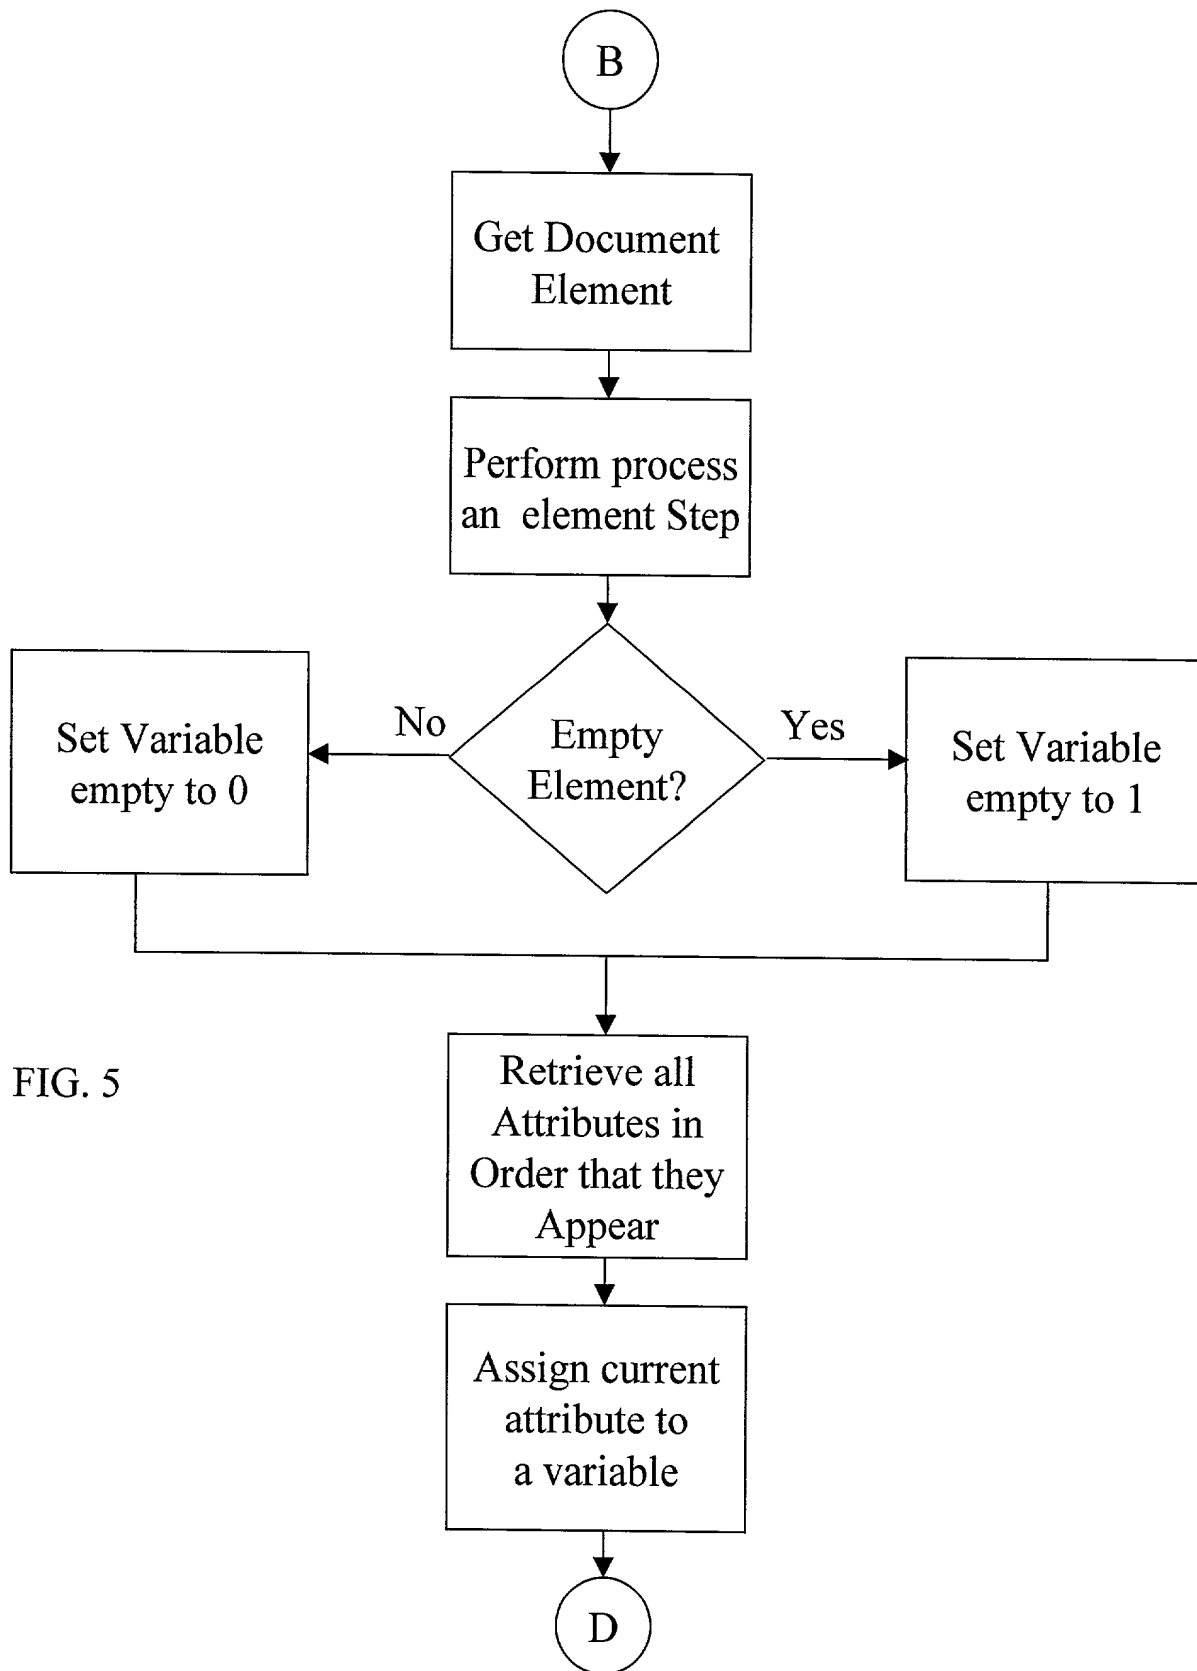 B
Get Document
Element
Perform process
an element Step
No
Yes
Set Variable
empty to 0
Empty
Element?
Set Variable
empty to 1
FIG. 5
Retrieve all
Attributes in
Order that they
Appear
Assign current
attribute to
a variable
D